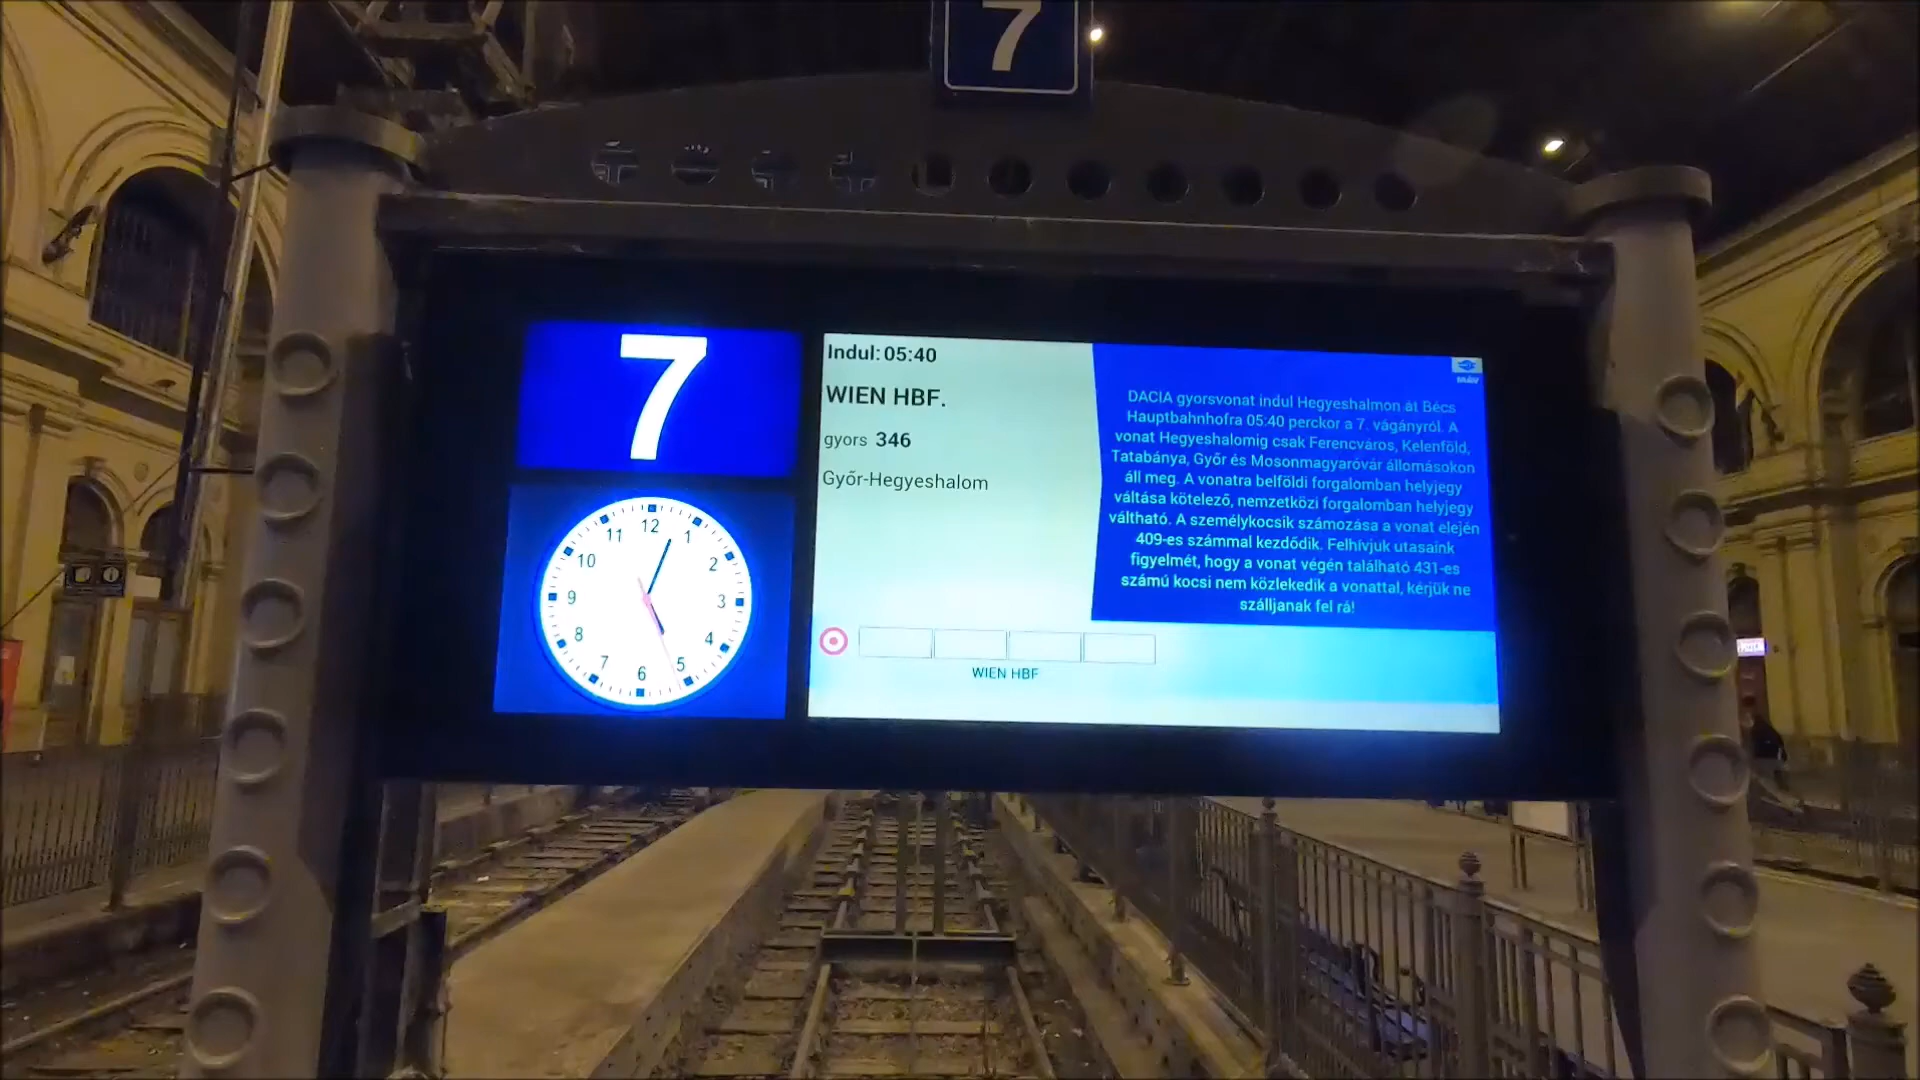 7
7
Indul: 05:40
WIEN HBF.
gyors 346
Győr-Hegyeshalom
MÁV
DACIA gyorsvonat indul Hegyeshalmon át Bécs
Hauptbahnhofra 05:40 perckor a 7. vágányról. A
vonat Hegyeshalomig csak Ferencváros, Kelenföld,
Tatabánya, Győr és Mosonmagyaróvár állomásokon
áll meg. A vonatra belföldi forgalomban helyjegy
váltása kötelező, nemzetközi forgalomban helyjegy
váltható. A személykocsik számozása a vonat elején
409-es számmal kezdődik. Felhívjuk utasaink
figyelmét, hogy a vonat végén található 431-es
számú kocsi nem közlekedik a vonattal, kérjük ne
szálljanak fel rá!
12
1
2
3
4
5
6
7
8
9
10
11
WIEN HBF